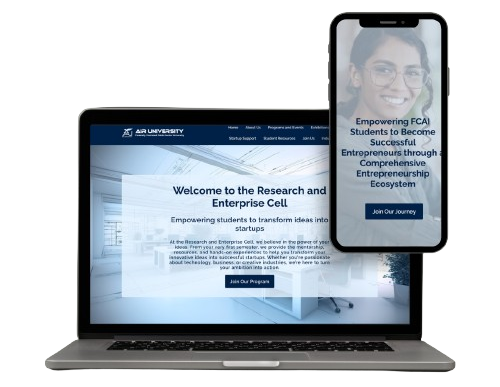 AIR UNIVERSITY
Home About Us Programs and Events Exhibition
Startup Support Student Resources Join Us
Welcome to the Research and
Enterprise Cell
Empowering students to transform ideas into
startups
At the Research and Enterprise Cell, we believe in the power of your
ideas. From your very first semester, we provide the mentorship,
resources, and hands-on experiences to help you transform your
innovative ideas into successful startups. Whether you're passionate
about technology, business, or creative industries, we're here to turn
your ambition into action.
Join Our Program
Empowering FCAI
Students to Become
Successful
Entrepreneurs through a
Comprehensive
Entrepreneurship
Ecosystem
Join Our Journey